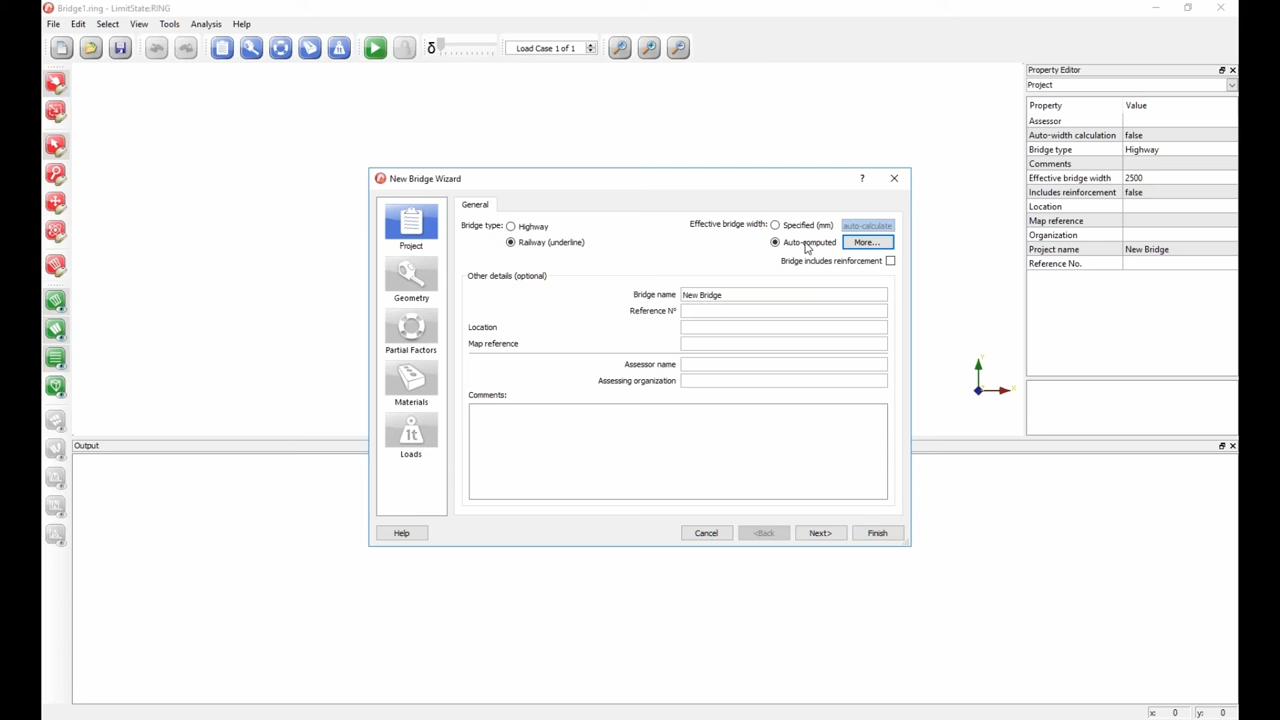 Bridge1.ring - LimitState:RING
File Edit Select View Tools Analysis Help
δ Load Case 1 of 1
Property Editor
Project
Property Value
Assessor
Auto-width calculation false
Bridge type Highway
Comments
Effective bridge width 2500
Includes reinforcement false
Location
Map reference
Organization
Project name New Bridge
Reference No.
New Bridge Wizard ?
Project
Geometry
Partial Factors
Materials
1t
Loads
General
Bridge type: Highway Effective bridge width: Specified (mm) auto-calculate
Railway (underline) Auto-computed More...
Bridge includes reinforcement
Other details (optional)
Bridge name New Bridge
Reference Nº
Location
Map reference
Assessor name
Assessing organization
Comments:
Help Cancel <Back Next> Finish
Y
X
Output
x: 0 y: 0